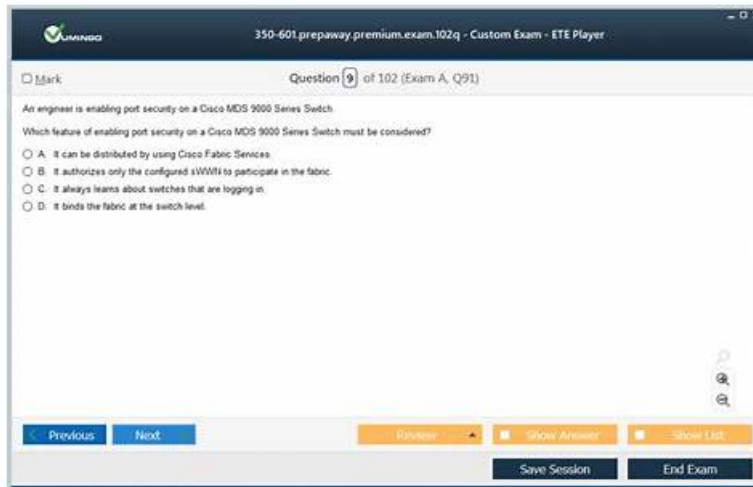 VUMINGO
350-601.prepaway.premium.exam.102q - Custom Exam - ETE Player
Mark
Question 9 of 102 (Exam A, Q91)
An engineer is enabling port security on a Cisco MDS 9000 Series Switch.
Which feature of enabling port security on a Cisco MDS 9000 Series Switch must be considered?
A. It can be distributed by using Cisco Fabric Services.
B. It authorizes only the configured sWWN to participate in the fabric.
C. It always learns about switches that are logging in.
D. It binds the fabric at the switch level.
Previous
Next
Review
Show Answer
Show List
Save Session
End Exam